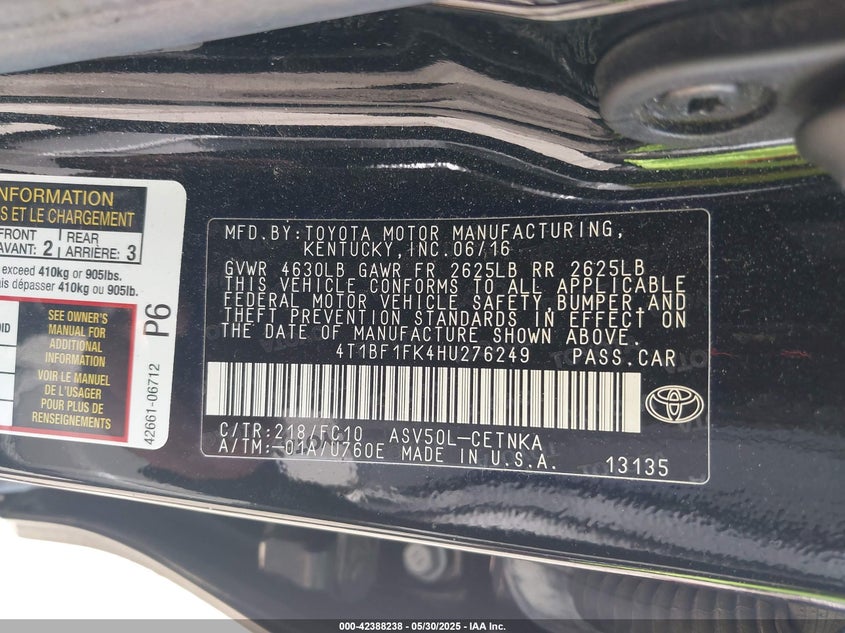 INFORMATION
S ET LE CHARGEMENT
FRONT
AVANT: 2
REAR
ARRIÈRE: 3
exceed 410kg or 905lbs.
ais dépasser 410kg ou 905lb.
OID
SEE OWNER'S
MANUAL FOR
ADDITIONAL
INFORMATION
VOIR LE MANUEL
DE L'USAGER
POUR PLUS DE
RENSEIGNEMENTS
P6
42661-06712
MFD.BY:TOYOTA MOTOR MANUFACTURING,
KENTUCKY,INC.06/16
GVWR 4630LB GAWR FR 2625LB RR 2625LB
THIS VEHICLE CONFORMS TO ALL APPLICABLE
FEDERAL MOTOR VEHICLE SAFETY,BUMPER,AND
THEFT PREVENTION STANDARDS IN EFFECT ON
THE DATE OF MANUFACTURE SHOWN ABOVE.
4T1BF1FK4HU276249 PASS.CAR
C/TR:218/FC10 ASV50L-CETNKA
A/TM:-01A/U760E MADE IN U.S.A. 13135
000-42388238 - 05/30/2025 - IAA Inc.